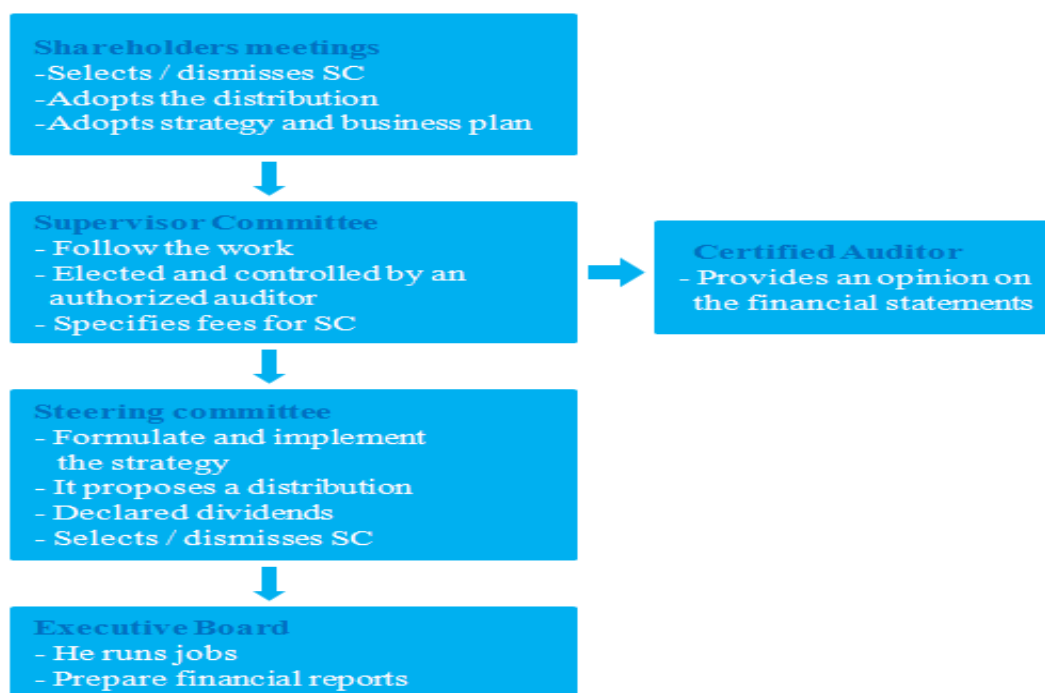 Shareholders meetings
-Selects / dismisses SC
-Adopts the distribution
-Adopts strategy and business plan
Supervisor Committee
- Follow the work
- Elected and controlled by an
authorized auditor
- Specifies fees for SC
Certified Auditor
- Provides an opinion on
the financial statements
Steering committee
- Formulate and implement
the strategy
- It proposes a distribution
- Declared dividends
- Selects / dismisses SC
Executive Board
- He runs jobs
- Prepare financial reports